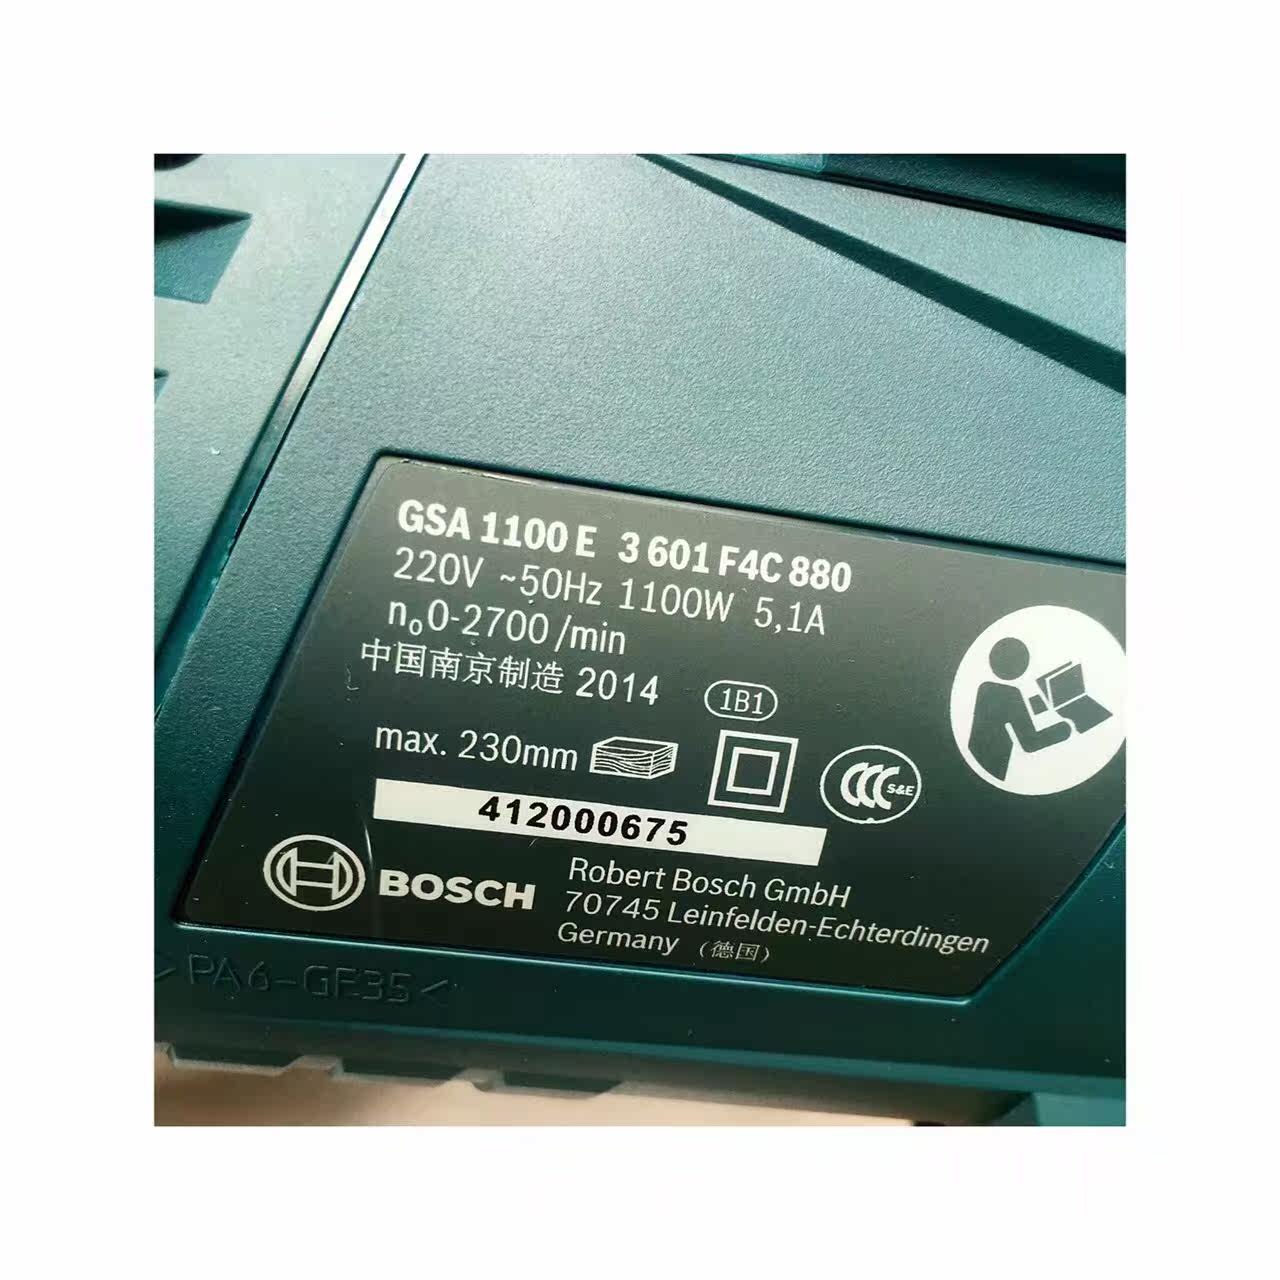 GSA 1100 E 3 601 F4C 880
220V ~50Hz 1100W 5,1A
n₀0-2700/min
中国南京制造 2014 1B1
max. 230mm
CCC S&E
412000675
BOSCH
Robert Bosch GmbH
70745 Leinfelden-Echterdingen
Germany (德国)
>PA6-GF35<